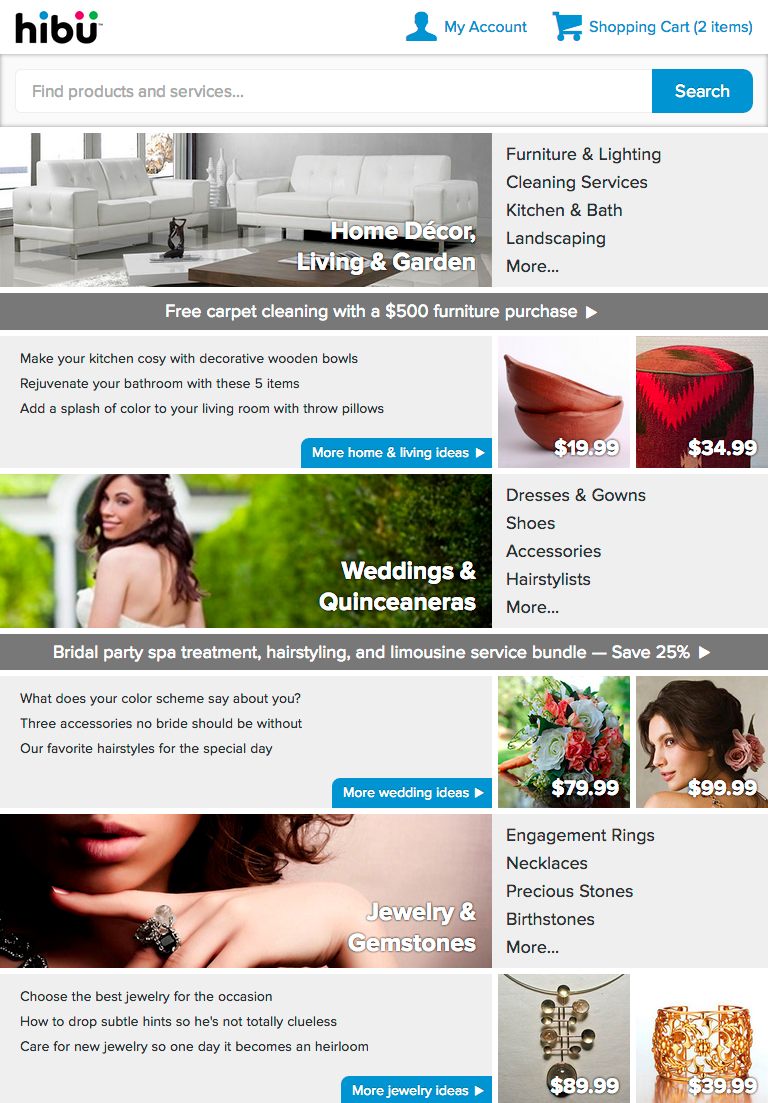 hibü™
My Account
Shopping Cart (2 items)
Find products and services...
Search
Home Décor,
Living & Garden
Furniture & Lighting
Cleaning Services
Kitchen & Bath
Landscaping
More...
Free carpet cleaning with a $500 furniture purchase ▶
Make your kitchen cosy with decorative wooden bowls
Rejuvenate your bathroom with these 5 items
Add a splash of color to your living room with throw pillows
More home & living ideas ▶
$19.99
$34.99
Weddings &
Quinceaneras
Dresses & Gowns
Shoes
Accessories
Hairstylists
More...
Bridal party spa treatment, hairstyling, and limousine service bundle — Save 25% ▶
What does your color scheme say about you?
Three accessories no bride should be without
Our favorite hairstyles for the special day
More wedding ideas ▶
$79.99
$99.99
Jewelry &
Gemstones
Engagement Rings
Necklaces
Precious Stones
Birthstones
More...
Choose the best jewelry for the occasion
How to drop subtle hints so he's not totally clueless
Care for new jewelry so one day it becomes an heirloom
More jewelry ideas ▶
$89.99
$39.99